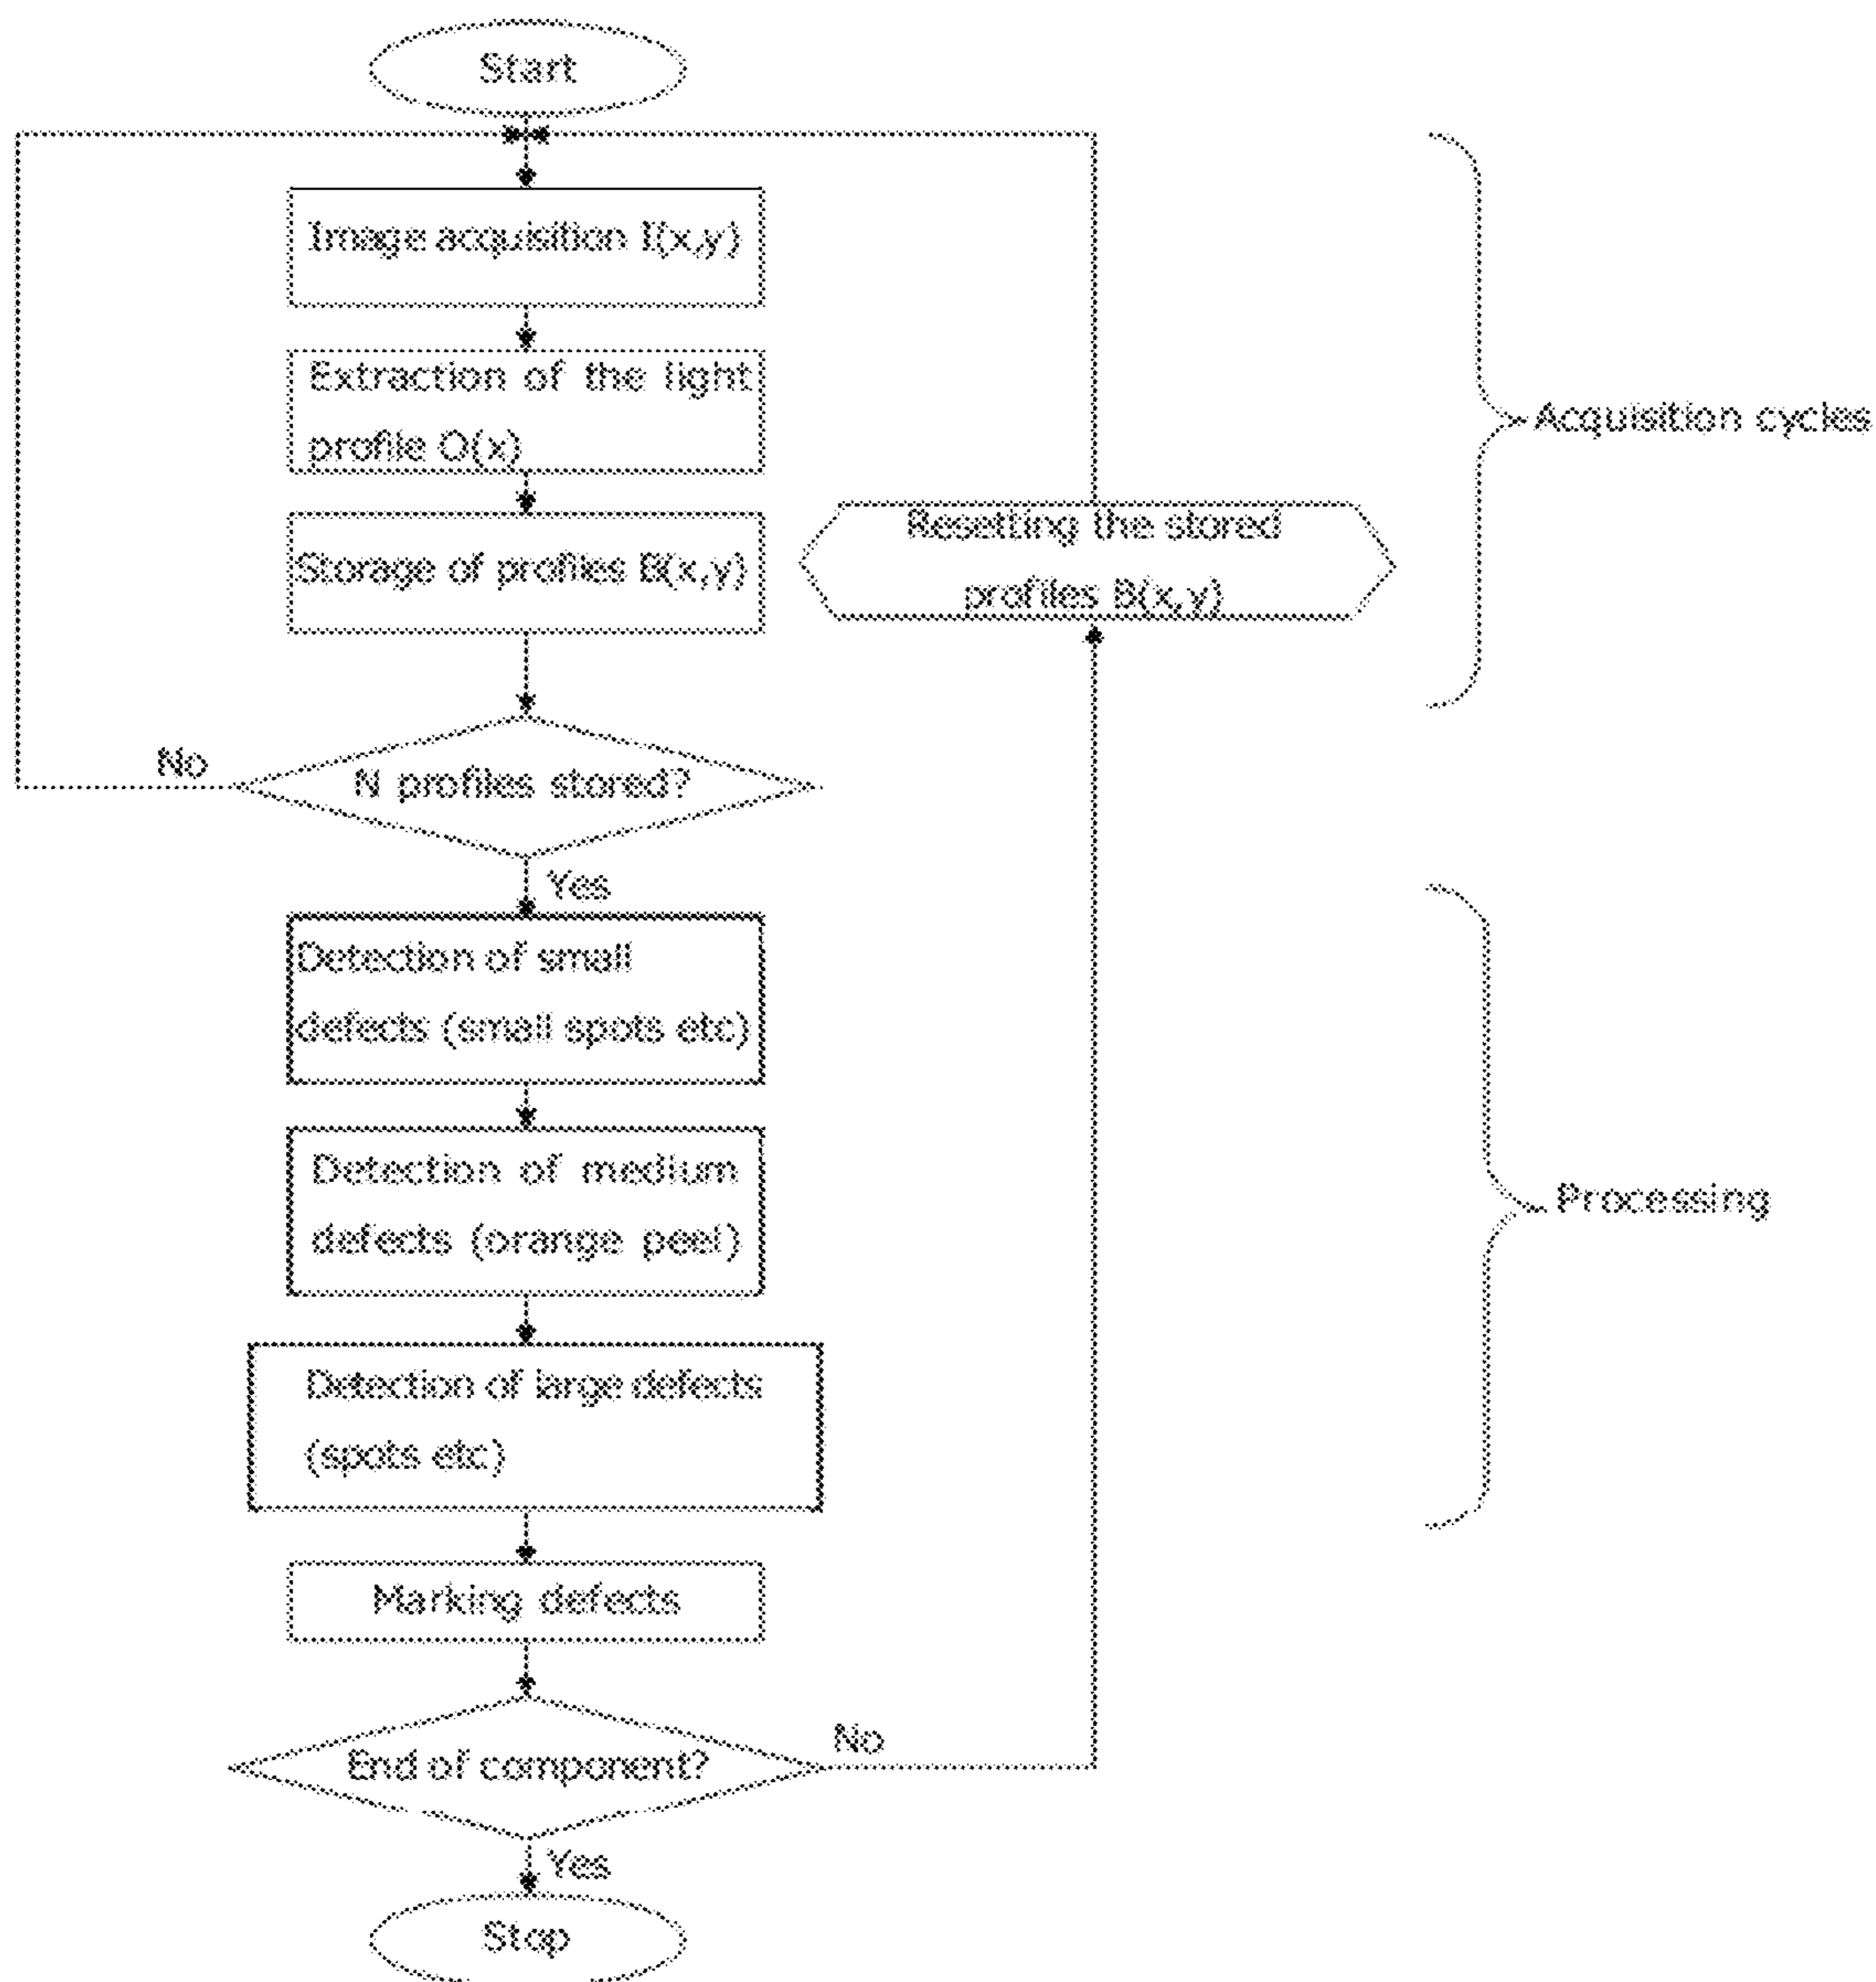 Start
Image acquisition I(x,y)
Extraction of the light
profile O(x)
Storage of profiles B(x,y)
Resetting the stored
profiles B(x,y)
Acquisition cycles
No
N profiles stored?
Yes
Detection of small
defects (small spots etc)
Detection of medium
defects (orange peel)
Processing
Detection of large defects
(spots etc)
Marking defects
No
End of component?
Yes
Stop